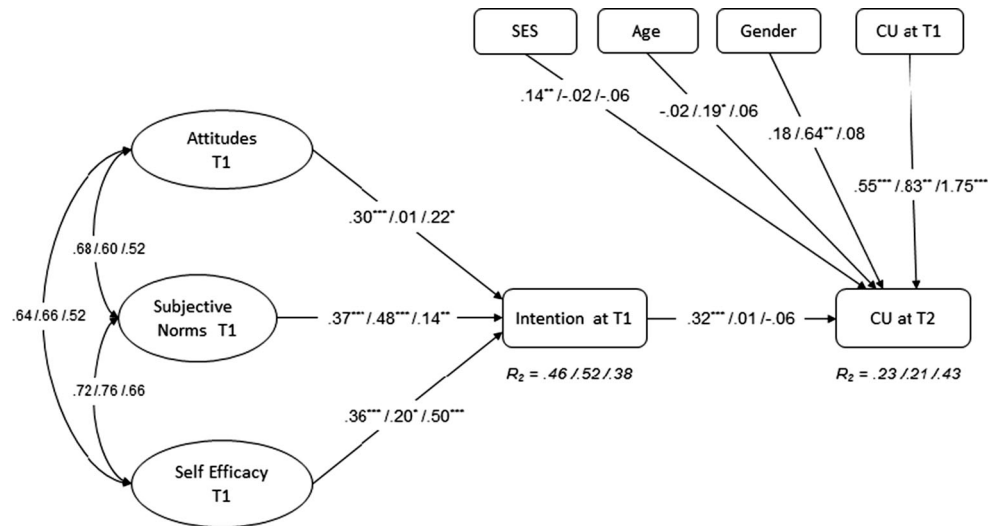 SES
Age
Gender
CU at T1
.14**/-.02/-.06
-.02/.19*/.06
.18/.64**/.08
.55***/.83**/1.75***
Attitudes
T1
.30***/.01/.22*
.68/.60/.52
.64/.66/.52
Subjective
Norms T1
.37***/.48***/.14**
Intention at T1
.32***/.01/-.06
CU at T2
R2 = .46/.52/.38
R2 = .23/.21/.43
.72/.76/.66
.36***/.20*/.50***
Self Efficacy
T1